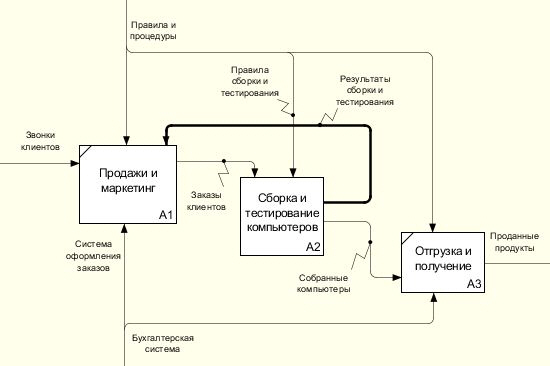 Правила и
процедуры
Правила
сборки и
тестирования
Результаты
сборки и
тестирования
Звонки
клиентов
Продажи и
маркетинг
A1
Заказы
клиентов
Сборка и
тестирование
компьютеров
A2
Система
оформления
заказов
Собранные
компьютеры
Отгрузка и
получение
A3
Проданные
продукты
Бухгалтерская
система